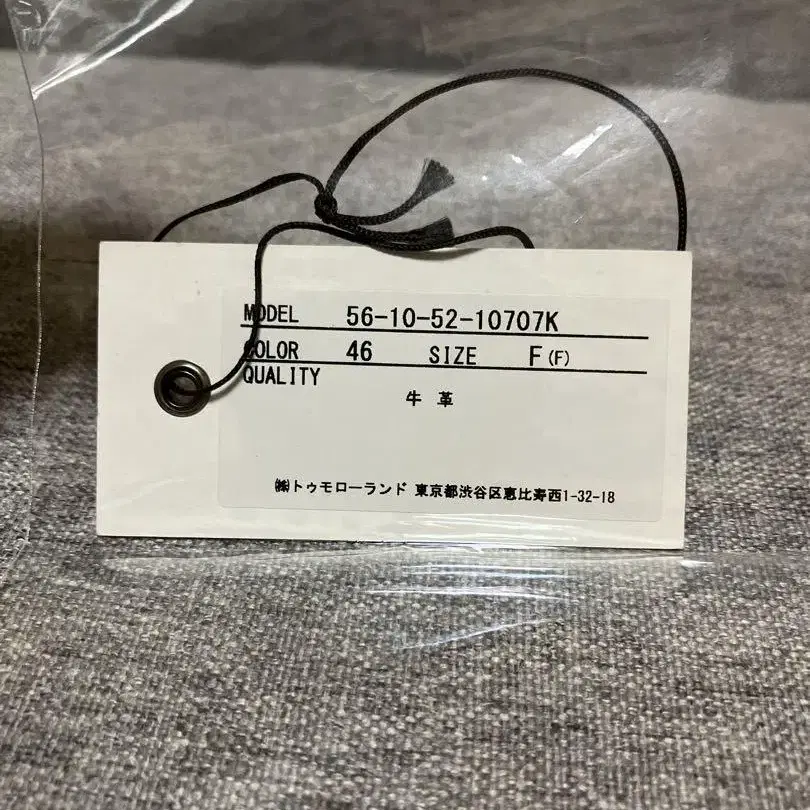 MODEL 56-10-52-10707K
COLOR 46 SIZE F (F)
QUALITY
牛 革
㈱トゥモローランド 東京都渋谷区恵比寿西1-32-18